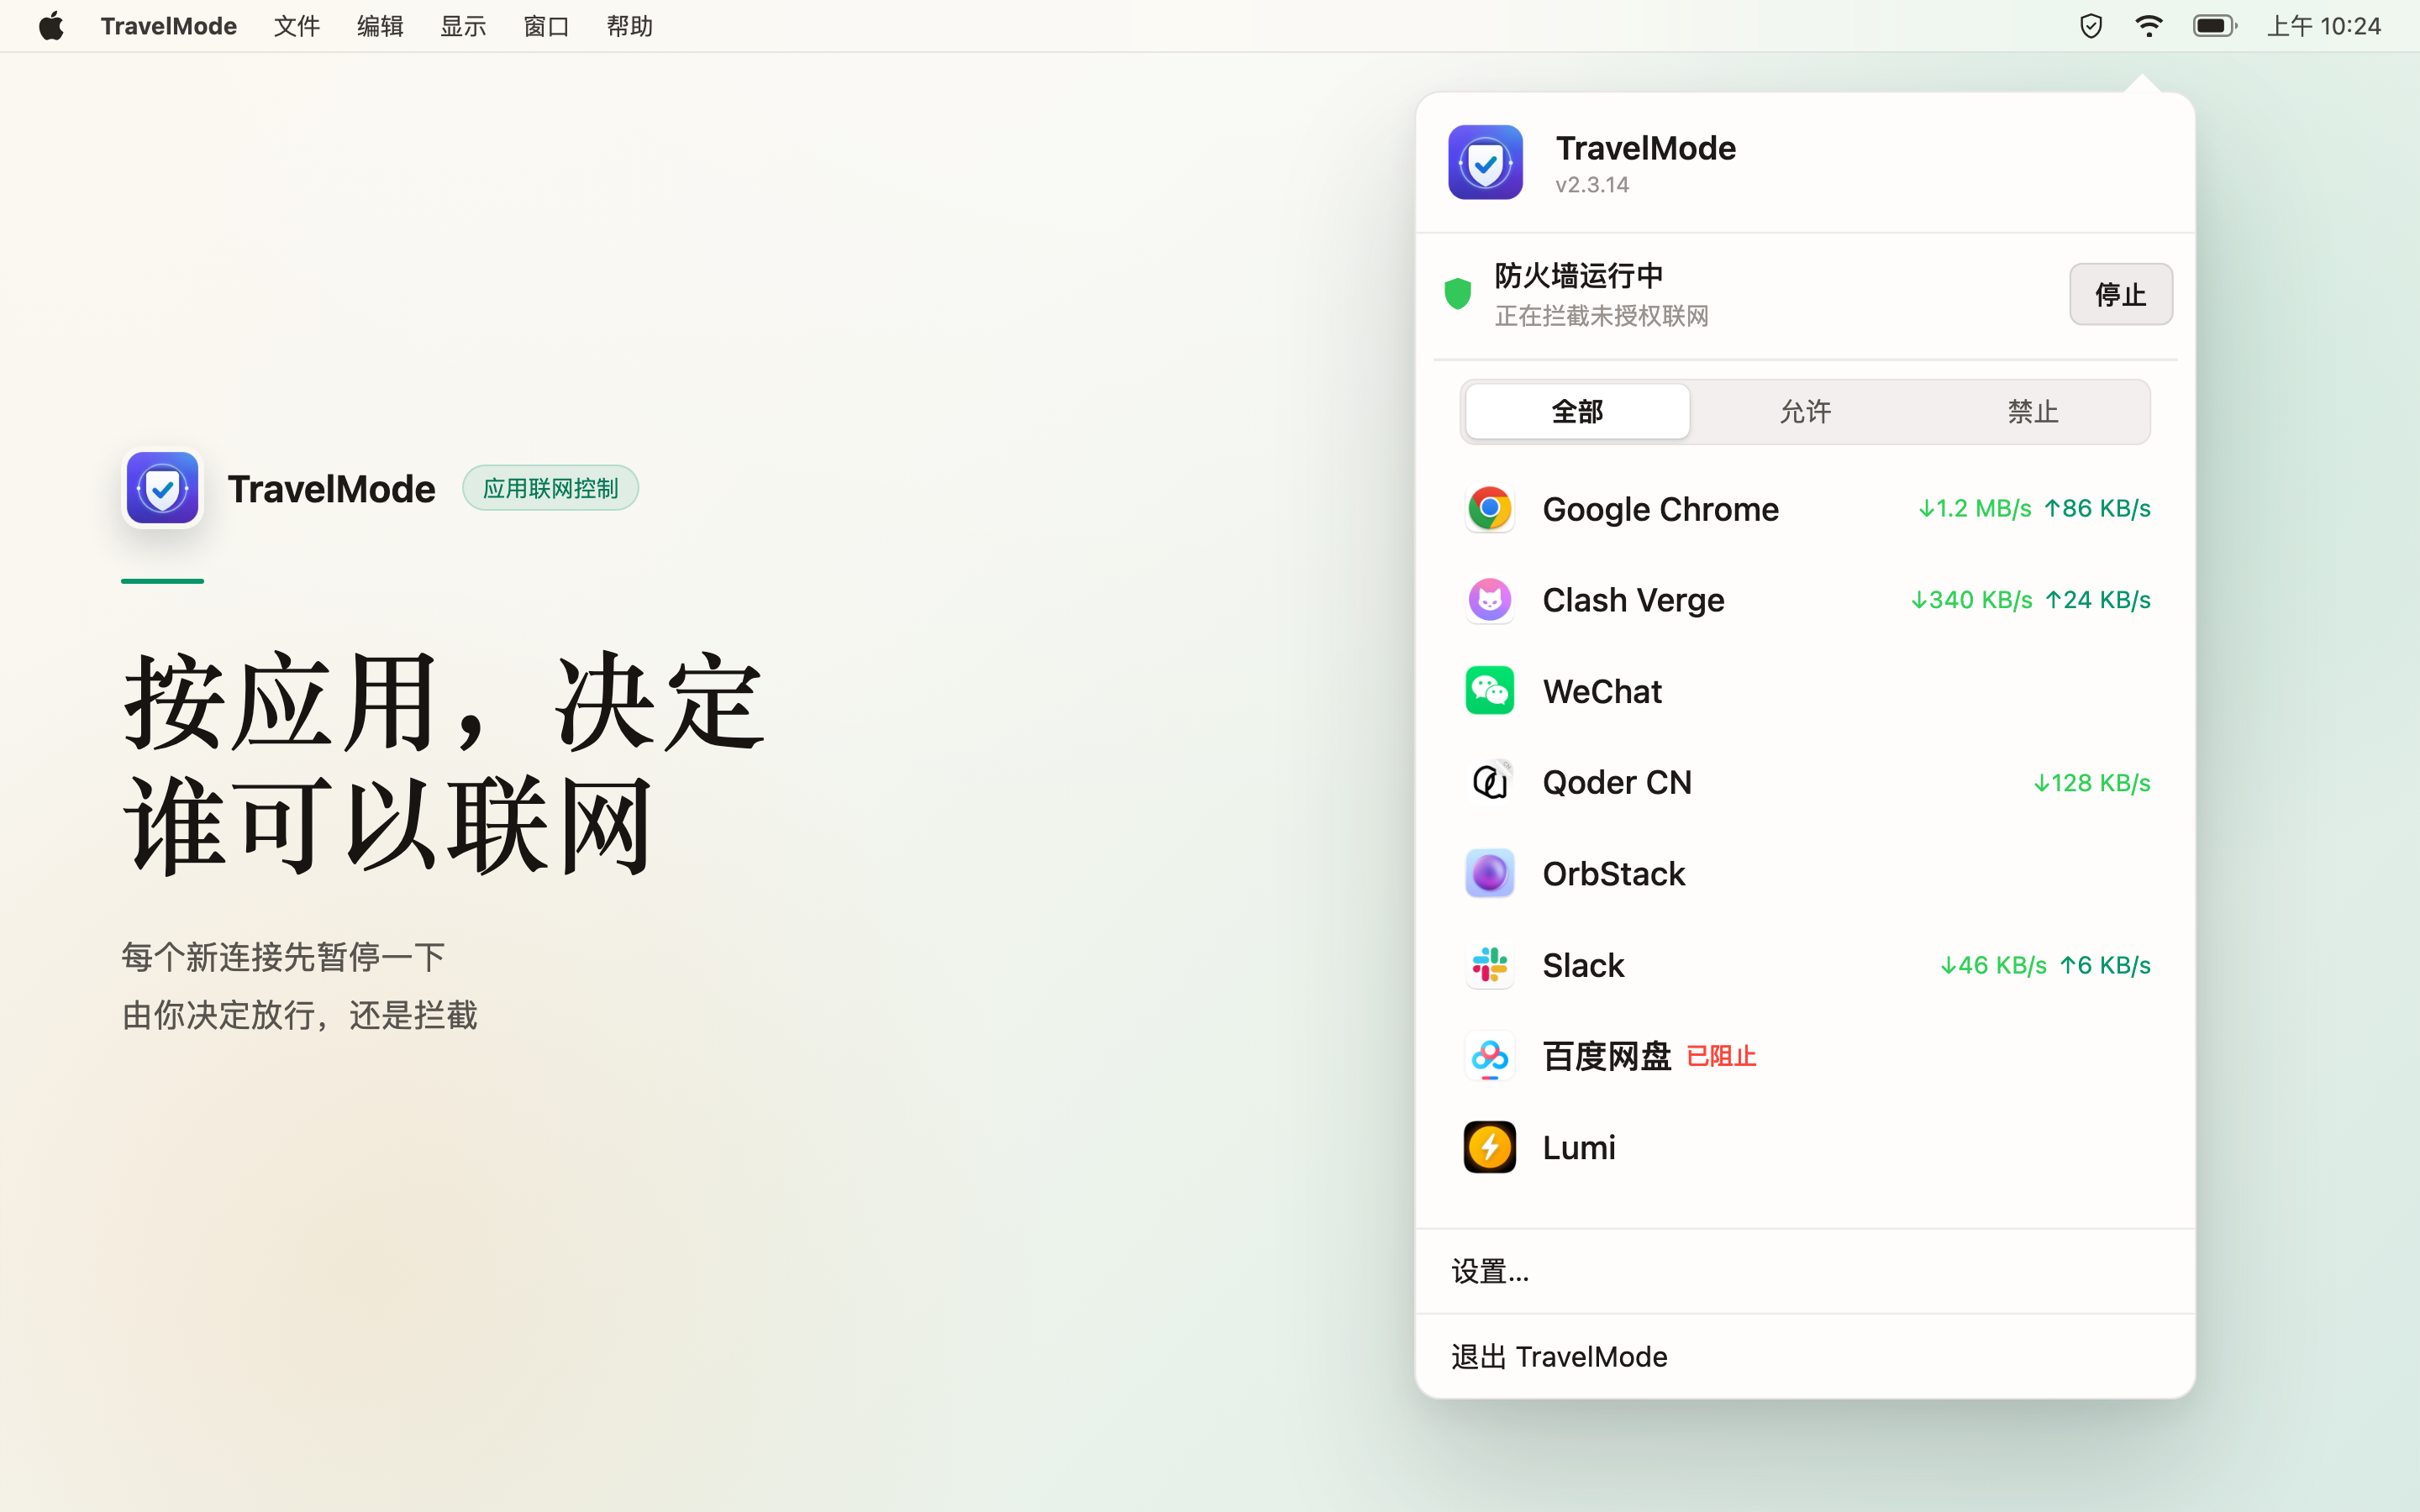 TravelMode 文件 编辑 显示 窗口 帮助 上午 10:24
TravelMode 应用联网控制
按应用，决定
谁可以联网
每个新连接先暂停一下
由你决定放行，还是拦截
TravelMode
v2.3.14
防火墙运行中
正在拦截未授权联网
停止
全部 允许 禁止
Google Chrome ↓1.2 MB/s ↑86 KB/s
Clash Verge ↓340 KB/s ↑24 KB/s
WeChat
Qoder CN ↓128 KB/s
OrbStack
Slack ↓46 KB/s ↑6 KB/s
百度网盘 已阻止
Lumi
设置...
退出 TravelMode